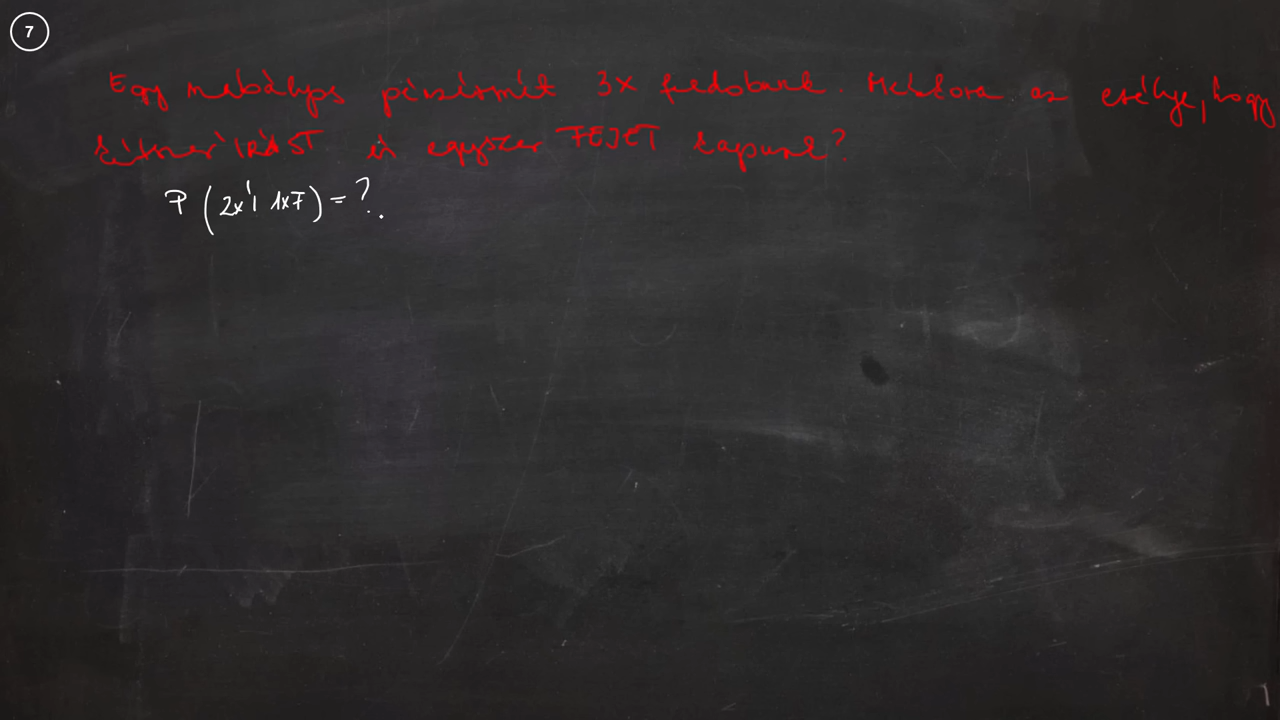 7
Egy szabályos pénzérmét 3x feldobunk. Mekkora az esélye, hogy
kétszer ÍRÁST és egyszer FEJET kapunk?
P (2xÍ 1xF) = ?